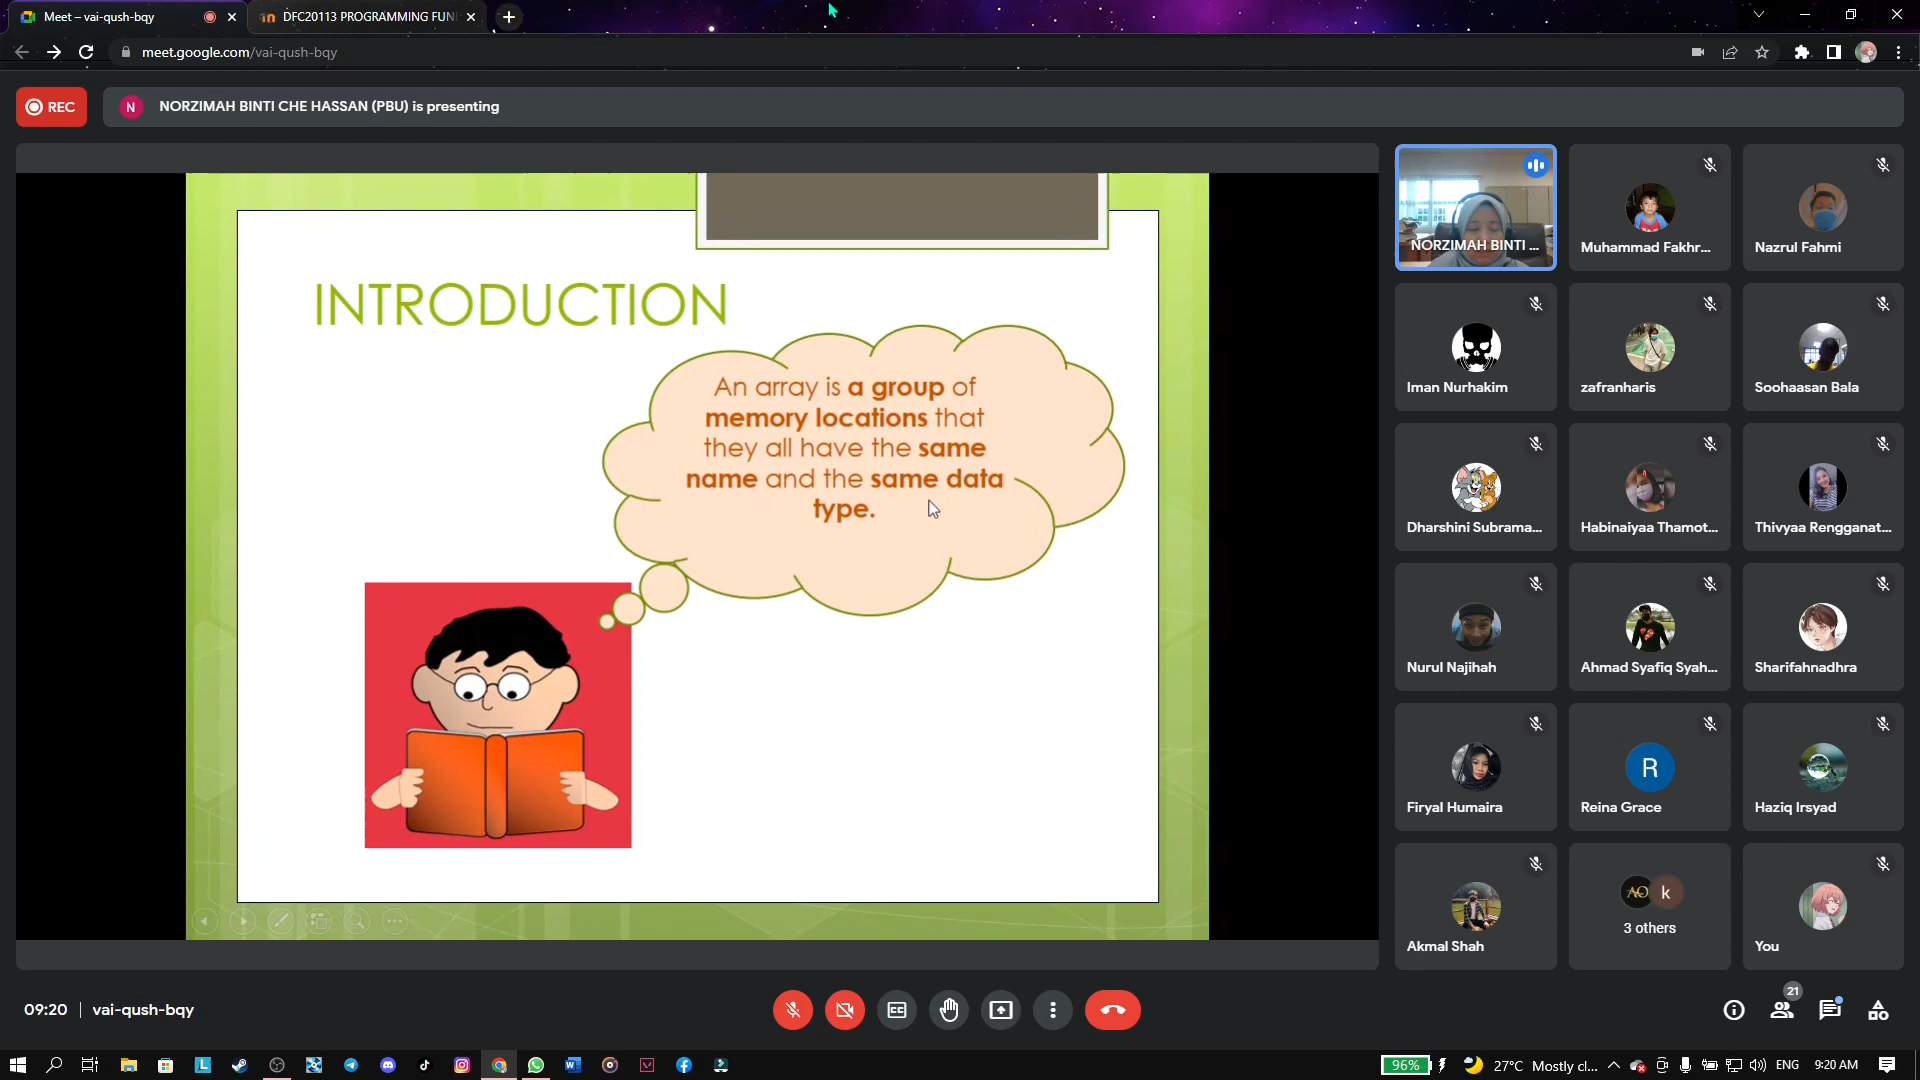 Meet – vai-qush-bqy
DFC20113 PROGRAMMING FUN
meet.google.com/vai-qush-bqy
REC
N
NORZIMAH BINTI CHE HASSAN (PBU) is presenting
INTRODUCTION
An array is a group of
memory locations that
they all have the same
name and the same data
type.
NORZIMAH BINTI ...
Muhammad Fakhr...
Nazrul Fahmi
Iman Nurhakim
zafranharis
Soohaasan Bala
Dharshini Subrama...
Habinaiyaa Thamot...
Thivyaa Rengganat...
Nurul Najihah
Ahmad Syafiq Syah...
Sharifahnadhra
Firyal Humaira
R
Reina Grace
Haziq Irsyad
Akmal Shah
AO
k
3 others
You
09:20 | vai-qush-bqy
21
96%
27°C Mostly cl...
ENG
9:20 AM